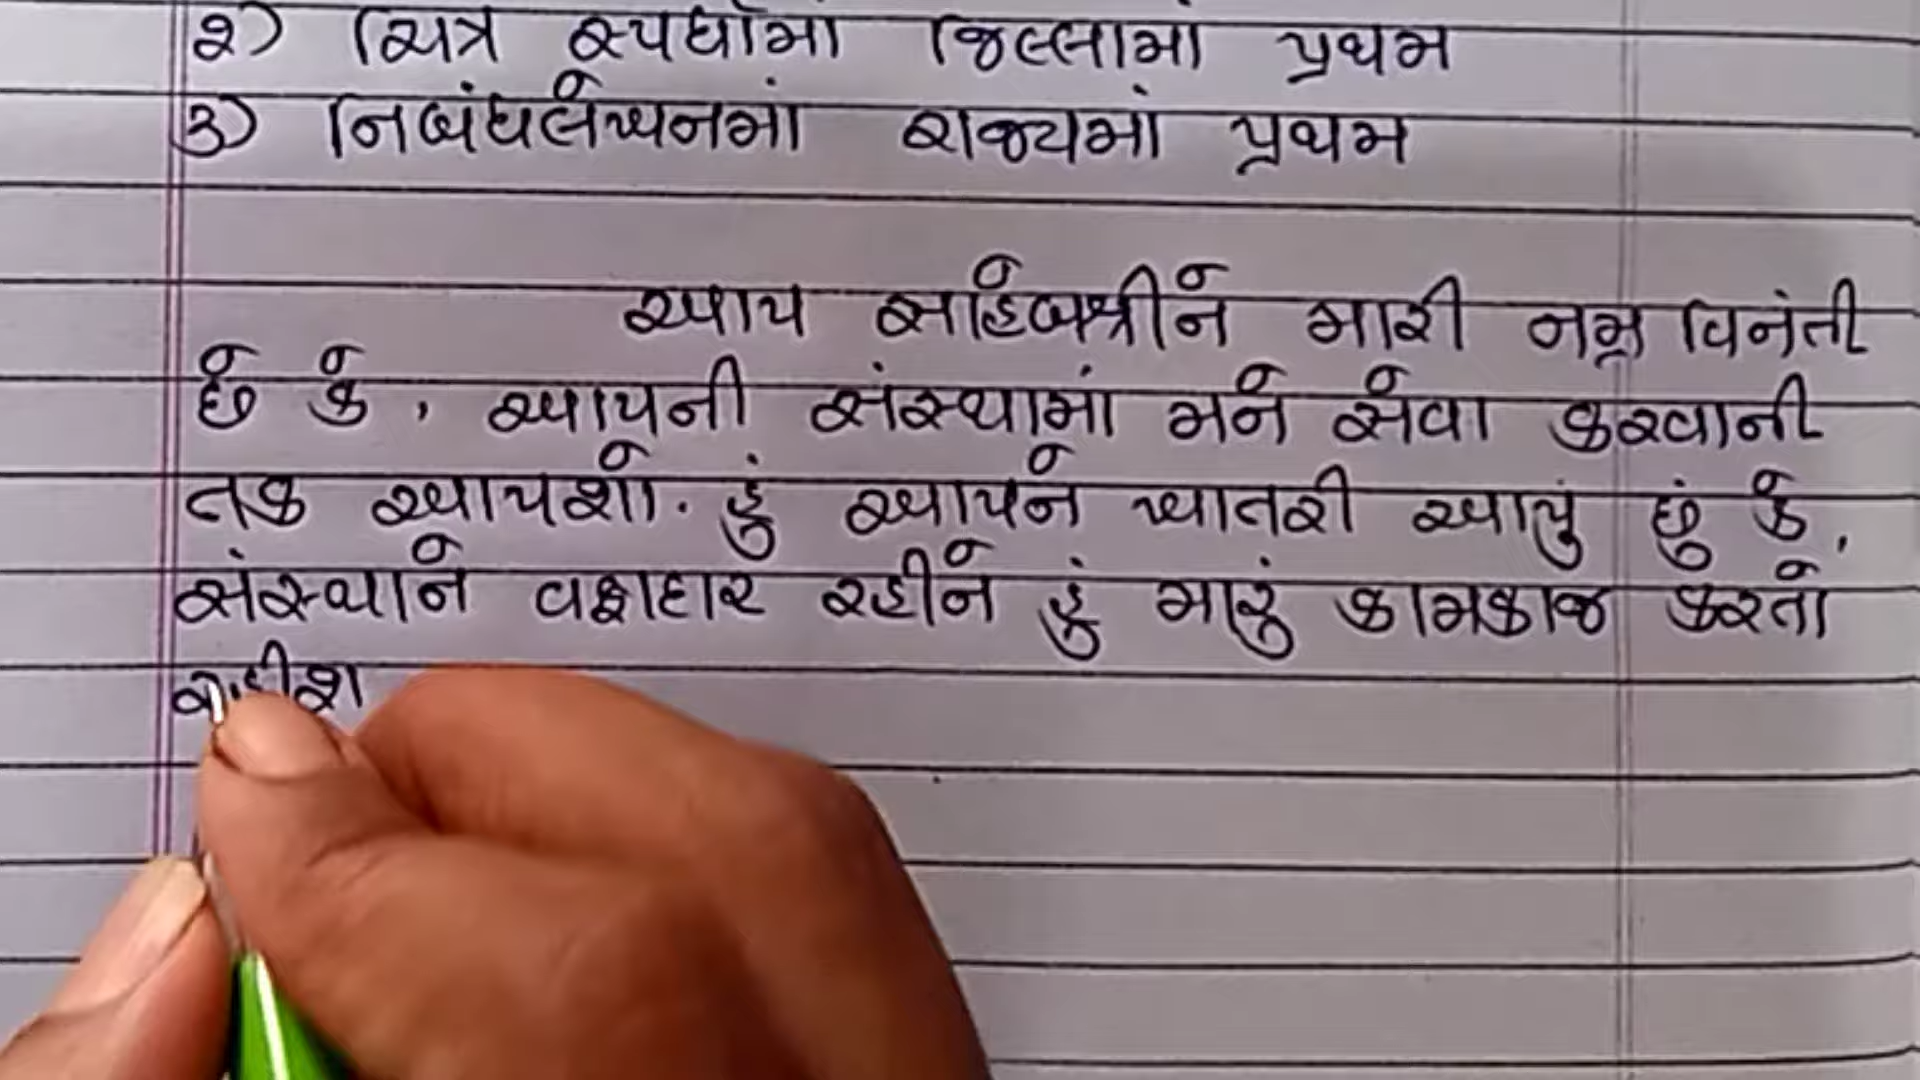 ૨) ચિત્ર સ્પર્ધામાં જિલ્લામાં પ્રથમ
૩) નિબંધલેખનમાં રાજ્યમાં પ્રથમ
આપ સાહેબશ્રીને મારી નમ્ર વિનંતી
છે કે, આપની સંસ્થામાં મને સેવા કરવાની
તક આપશો. હું આપને ખાતરી આપું છું કે,
સંસ્થાને વફાદાર રહીને હું મારું કામકાજ કરતો
રહીશ